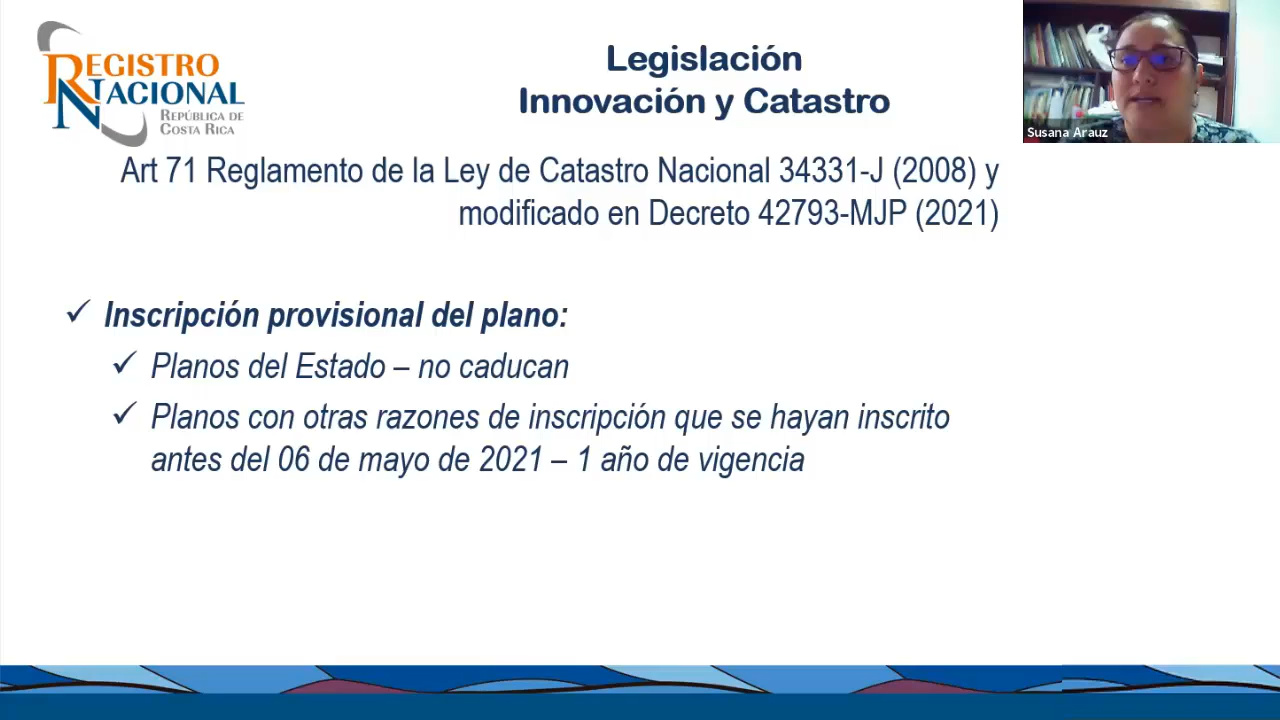 REGISTRO
NACIONAL
REPÚBLICA DE
COSTA RICA
Legislación
Innovación y Catastro
Susana Arauz
Art 71 Reglamento de la Ley de Catastro Nacional 34331-J (2008) y
modificado en Decreto 42793-MJP (2021)
✓ Inscripción provisional del plano:
✓ Planos del Estado – no caducan
✓ Planos con otras razones de inscripción que se hayan inscrito
antes del 06 de mayo de 2021 – 1 año de vigencia